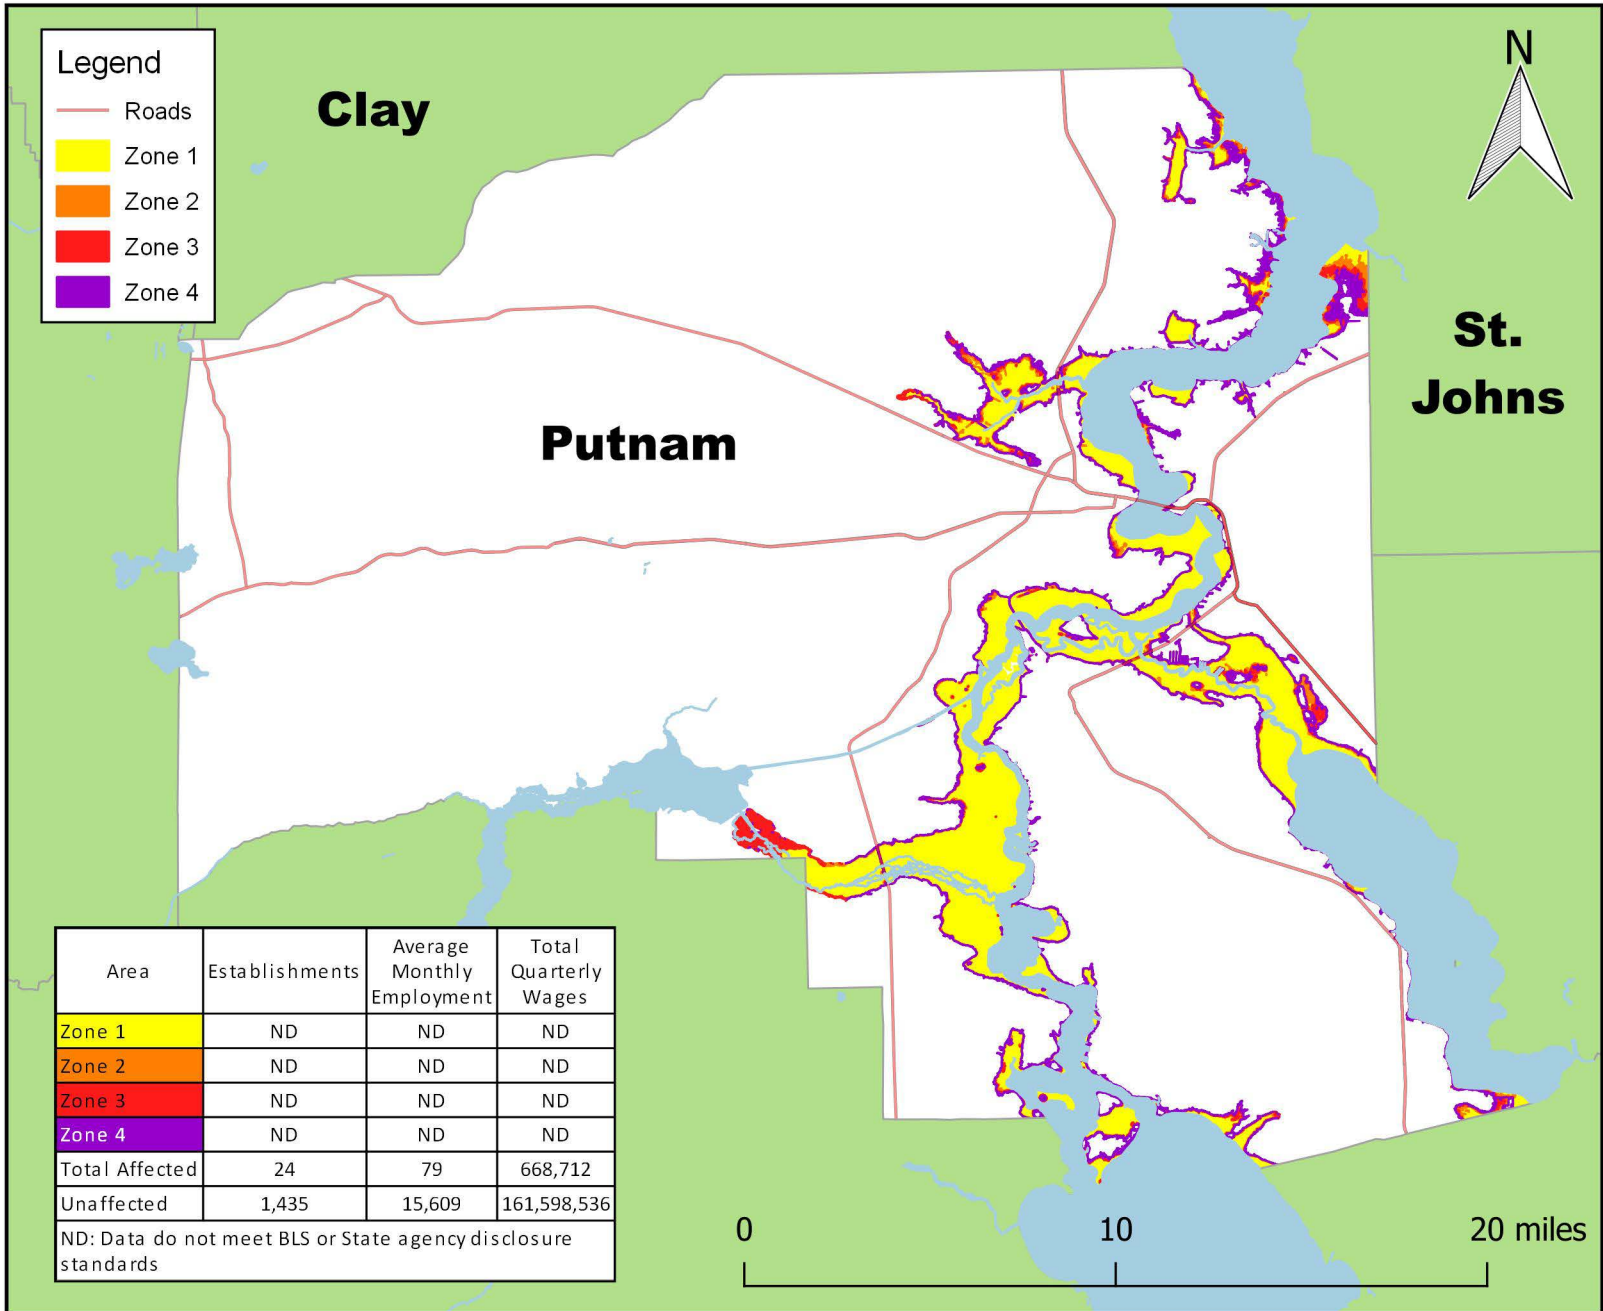 Legend
Roads
Zone 1
Zone 2
Zone 3
Zone 4
Clay
N
St.
Johns
Putnam
Area Establishments Average Monthly Employment Total Quarterly Wages
Zone 1 ND ND ND
Zone 2 ND ND ND
Zone 3 ND ND ND
Zone 4 ND ND ND
Total Affected 24 79 668,712
Unaffected 1,435 15,609 161,598,536
ND: Data do not meet BLS or State agency disclosure
standards
0 10 20 miles